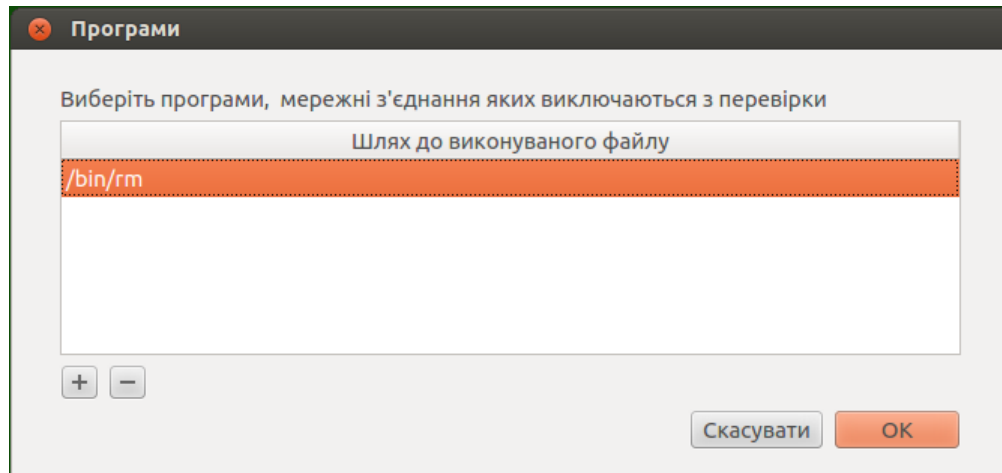 Програми
Виберіть програми,  мережні з'єднання яких виключаються з перевірки
Шлях до виконуваного файлу
/bin/rm
Скасувати
OK